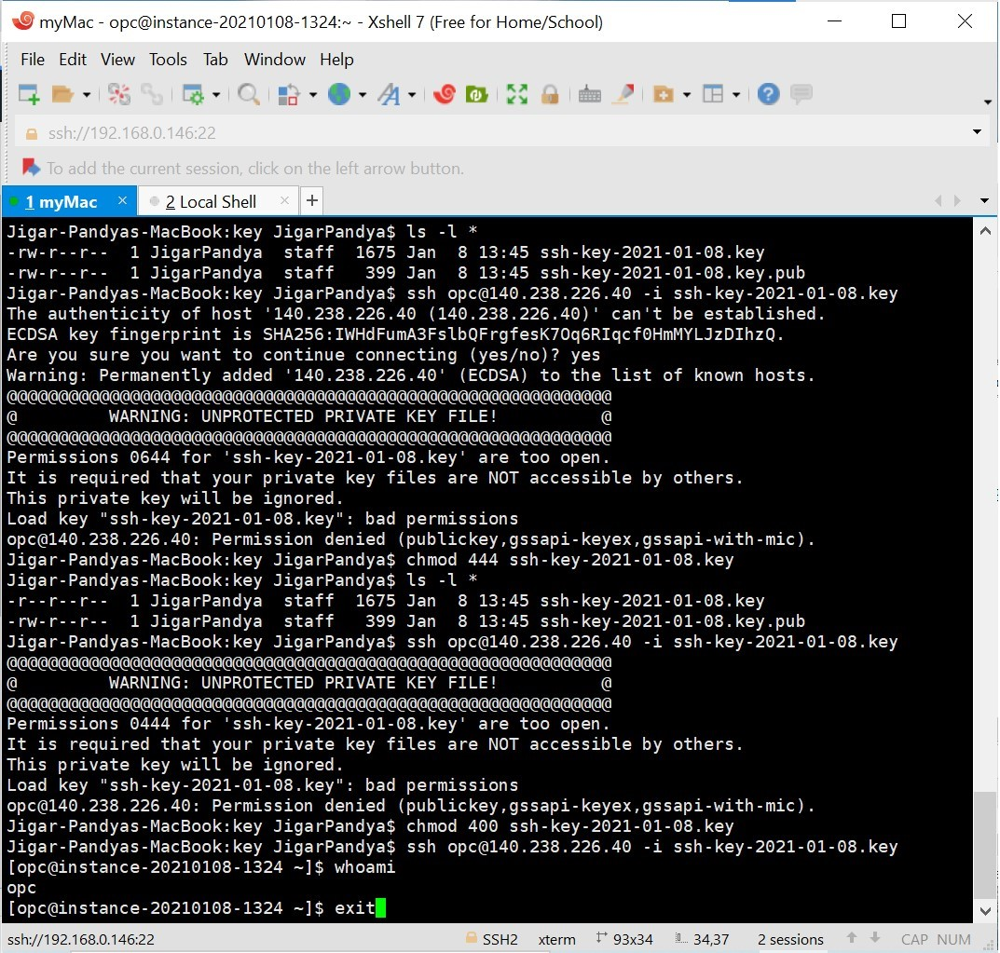 myMac - opc@instance-20210108-1324:~ - Xshell 7 (Free for Home/School)
File Edit View Tools Tab Window Help
ssh://192.168.0.146:22
To add the current session, click on the left arrow button.
1 myMac × 2 Local Shell × +
Jigar-Pandyas-MacBook:key JigarPandya$ ls -l *
-rw-r--r--  1 JigarPandya  staff  1675 Jan  8 13:45 ssh-key-2021-01-08.key
-rw-r--r--  1 JigarPandya  staff   399 Jan  8 13:45 ssh-key-2021-01-08.key.pub
Jigar-Pandyas-MacBook:key JigarPandya$ ssh opc@140.238.226.40 -i ssh-key-2021-01-08.key
The authenticity of host '140.238.226.40 (140.238.226.40)' can't be established.
ECDSA key fingerprint is SHA256:IWHdFumA3FslbQFrgfesK7Oq6RIqcf0HmMYLJzDIhzQ.
Are you sure you want to continue connecting (yes/no)? yes
Warning: Permanently added '140.238.226.40' (ECDSA) to the list of known hosts.
@@@@@@@@@@@@@@@@@@@@@@@@@@@@@@@@@@@@@@@@@@@@@@@@@@@@@@@@@@@
@         WARNING: UNPROTECTED PRIVATE KEY FILE!          @
@@@@@@@@@@@@@@@@@@@@@@@@@@@@@@@@@@@@@@@@@@@@@@@@@@@@@@@@@@@
Permissions 0644 for 'ssh-key-2021-01-08.key' are too open.
It is required that your private key files are NOT accessible by others.
This private key will be ignored.
Load key "ssh-key-2021-01-08.key": bad permissions
opc@140.238.226.40: Permission denied (publickey,gssapi-keyex,gssapi-with-mic).
Jigar-Pandyas-MacBook:key JigarPandya$ chmod 444 ssh-key-2021-01-08.key
Jigar-Pandyas-MacBook:key JigarPandya$ ls -l *
-r--r--r--  1 JigarPandya  staff  1675 Jan  8 13:45 ssh-key-2021-01-08.key
-rw-r--r--  1 JigarPandya  staff   399 Jan  8 13:45 ssh-key-2021-01-08.key.pub
Jigar-Pandyas-MacBook:key JigarPandya$ ssh opc@140.238.226.40 -i ssh-key-2021-01-08.key
@@@@@@@@@@@@@@@@@@@@@@@@@@@@@@@@@@@@@@@@@@@@@@@@@@@@@@@@@@@
@         WARNING: UNPROTECTED PRIVATE KEY FILE!          @
@@@@@@@@@@@@@@@@@@@@@@@@@@@@@@@@@@@@@@@@@@@@@@@@@@@@@@@@@@@
Permissions 0444 for 'ssh-key-2021-01-08.key' are too open.
It is required that your private key files are NOT accessible by others.
This private key will be ignored.
Load key "ssh-key-2021-01-08.key": bad permissions
opc@140.238.226.40: Permission denied (publickey,gssapi-keyex,gssapi-with-mic).
Jigar-Pandyas-MacBook:key JigarPandya$ chmod 400 ssh-key-2021-01-08.key
Jigar-Pandyas-MacBook:key JigarPandya$ ssh opc@140.238.226.40 -i ssh-key-2021-01-08.key
[opc@instance-20210108-1324 ~]$ whoami
opc
[opc@instance-20210108-1324 ~]$ exit
ssh://192.168.0.146:22 SSH2 xterm 93x34 34,37 2 sessions CAP NUM